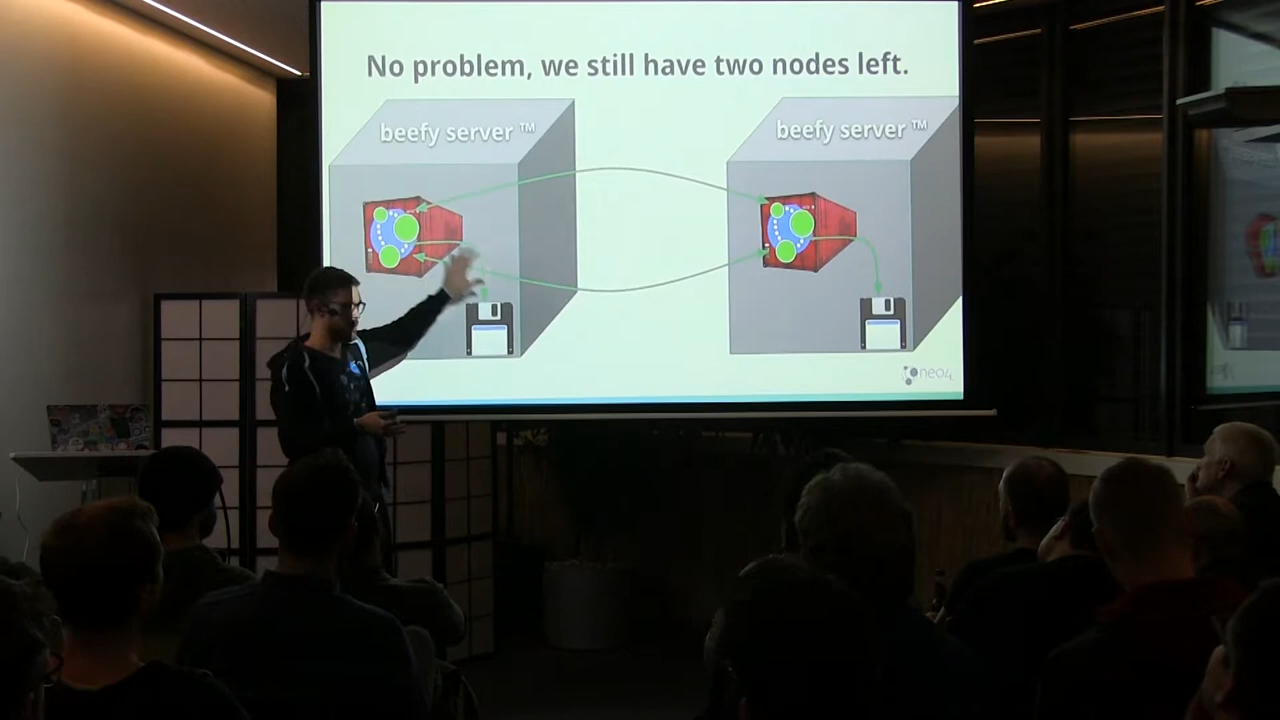 No problem, we still have two nodes left.
beefy server ™
beefy server ™
neo4j